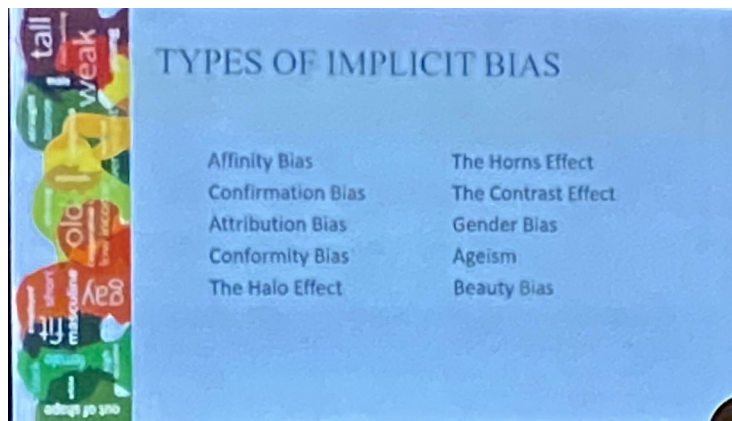 TYPES OF IMPLICIT BIAS
Affinity Bias
Confirmation Bias
Attribution Bias
Conformity Bias
The Halo Effect
The Horns Effect
The Contrast Effect
Gender Bias
Ageism
Beauty Bias
tall
weak
old
short
gay
masculine
female
out of shape